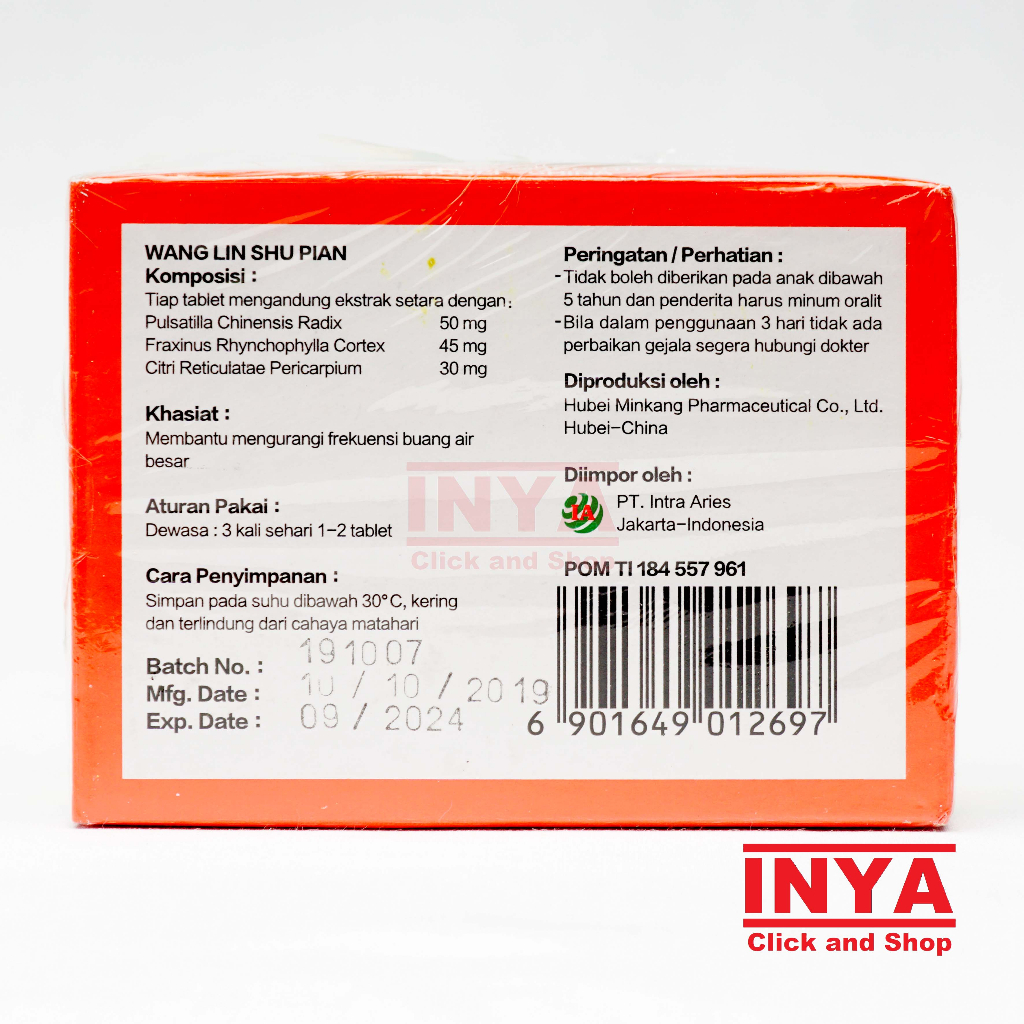 WANG LIN SHU PIAN
Komposisi :
Tiap tablet mengandung ekstrak setara dengan:
Pulsatilla Chinensis Radix 50 mg
Fraxinus Rhynchophylla Cortex 45 mg
Citri Reticulatae Pericarpium 30 mg
Khasiat :
Membantu mengurangi frekuensi buang air
besar
Aturan Pakai :
Dewasa : 3 kali sehari 1-2 tablet
Cara Penyimpanan :
Simpan pada suhu dibawah 30°C, kering
dan terlindung dari cahaya matahari
Batch No. : 191007
Mfg. Date : 10 / 10 / 2019
Exp. Date : 09 / 2024
Peringatan / Perhatian :
-Tidak boleh diberikan pada anak dibawah
5 tahun dan penderita harus minum oralit
-Bila dalam penggunaan 3 hari tidak ada
perbaikan gejala segera hubungi dokter
Diproduksi oleh :
Hubei Minkang Pharmaceutical Co., Ltd.
Hubei-China
Diimpor oleh :
IA
PT. Intra Aries
Jakarta-Indonesia
POM TI 184 557 961
6 901649 012697
INYA
Click and Shop
INYA
Click and Shop